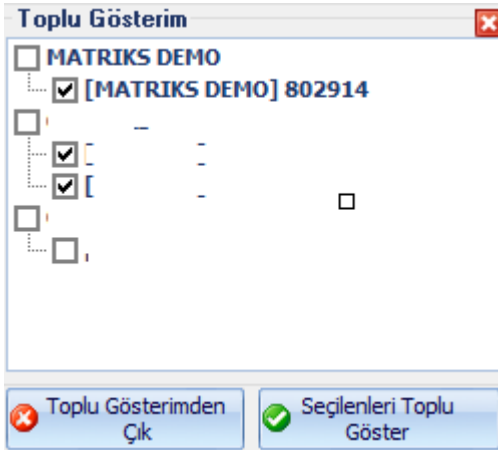 Toplu Gösterim
MATRIKS DEMO
[MATRIKS DEMO] 802914
[
[
Toplu Gösterimden
Çık
Seçilenleri Toplu
Göster